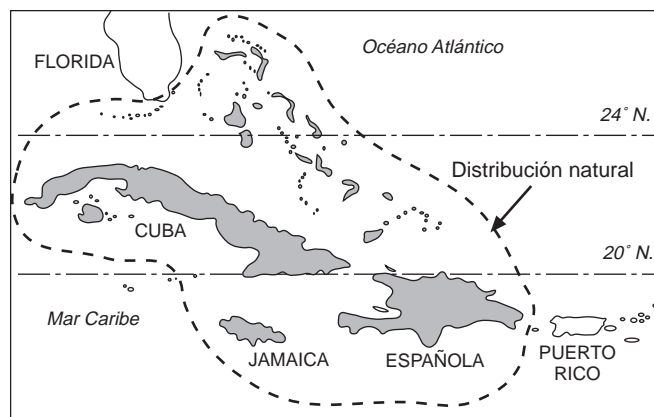 Océano Atlántico
FLORIDA
24° N.
Distribución natural
CUBA
20° N.
Mar Caribe
JAMAICA
ESPAÑOLA
PUERTO
RICO